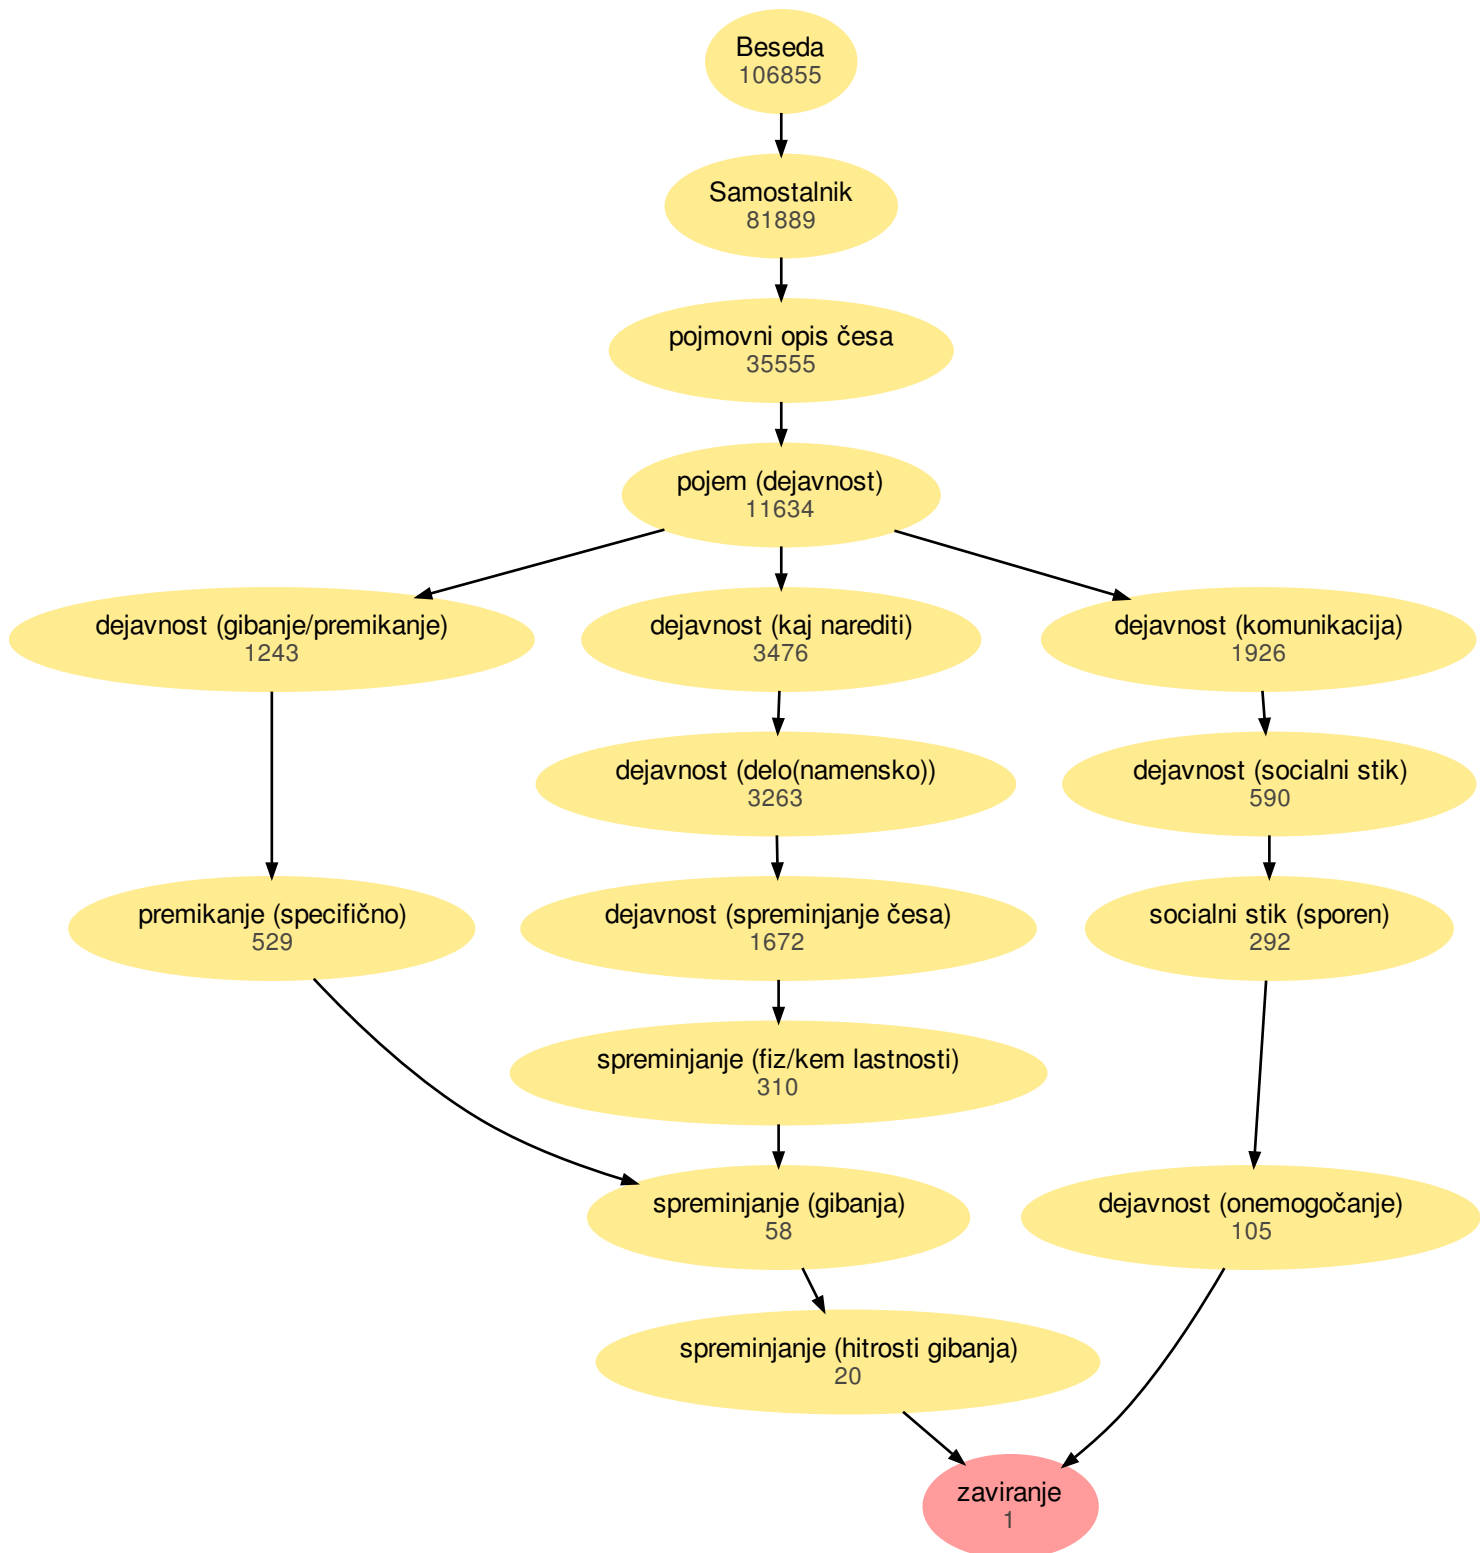 Beseda
106855
Samostalnik
81889
pojmovni opis česa
35555
pojem (dejavnost)
11634
dejavnost (gibanje/premikanje)
1243
dejavnost (kaj narediti)
3476
dejavnost (komunikacija)
1926
dejavnost (delo(namensko))
3263
dejavnost (socialni stik)
590
premikanje (specifično)
529
dejavnost (spreminjanje česa)
1672
socialni stik (sporen)
292
spreminjanje (fiz/kem lastnosti)
310
spreminjanje (gibanja)
58
dejavnost (onemogočanje)
105
spreminjanje (hitrosti gibanja)
20
zaviranje
1